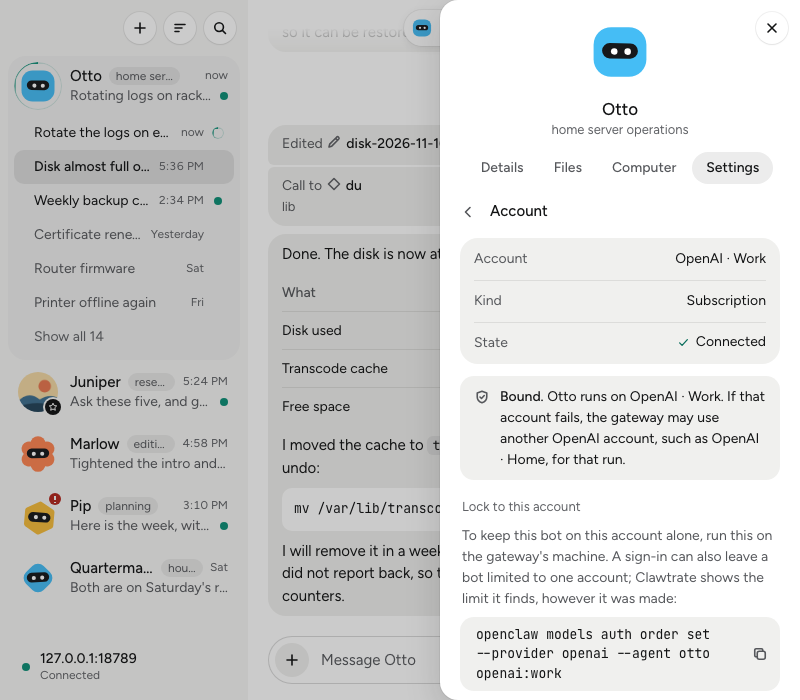 Otto
home ser...
now
Rotating logs on rack...
Rotate the logs on e...
now
Disk almost full o...
5:36 PM
Weekly backup c...
2:34 PM
Certificate rene...
Yesterday
Router firmware
Sat
Printer offline again
Fri
Show all 14
Juniper
rese...
5:24 PM
Ask these five, and g...
Marlow
editi...
4:58 PM
Tightened the intro and...
Pip
planning
3:10 PM
Here is the week, wit...
Quarterma...
hou...
Sat
Both are on Saturday's r...
127.0.0.1:18789
Connected
so it can be restor
Edited
disk-2026-11-1
Call to
du
lib
Done. The disk is now at
What
Disk used
Transcode cache
Free space
I moved the cache to
undo:
mv /var/lib/transco
I will remove it in a week
did not report back, so t
counters.
Message Otto
Otto
home server operations
Details
Files
Computer
Settings
Account
Account
OpenAI · Work
Kind
Subscription
State
Connected
Bound. Otto runs on OpenAI · Work. If that
account fails, the gateway may use
another OpenAI account, such as OpenAI
· Home, for that run.
Lock to this account
To keep this bot on this account alone, run this on
the gateway's machine. A sign-in can also leave a
bot limited to one account; Clawtrate shows the
limit it finds, however it was made:
openclaw models auth order set
--provider openai --agent otto
openai:work